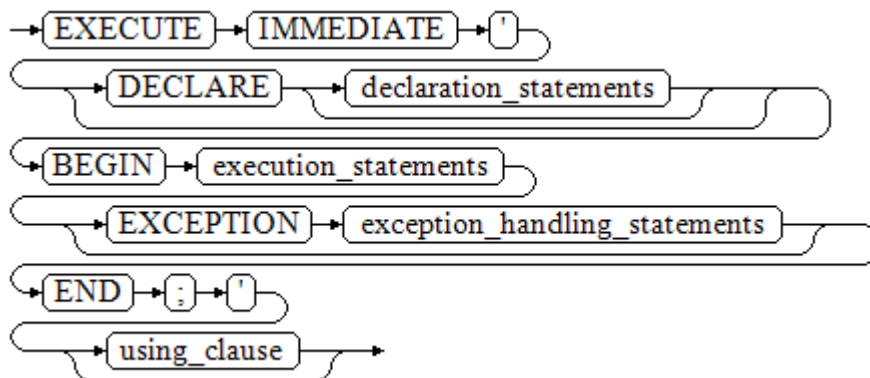 EXECUTE IMMEDIATE '
DECLARE declaration_statements
BEGIN execution_statements
EXCEPTION exception_handling_statements
END ; '
using_clause